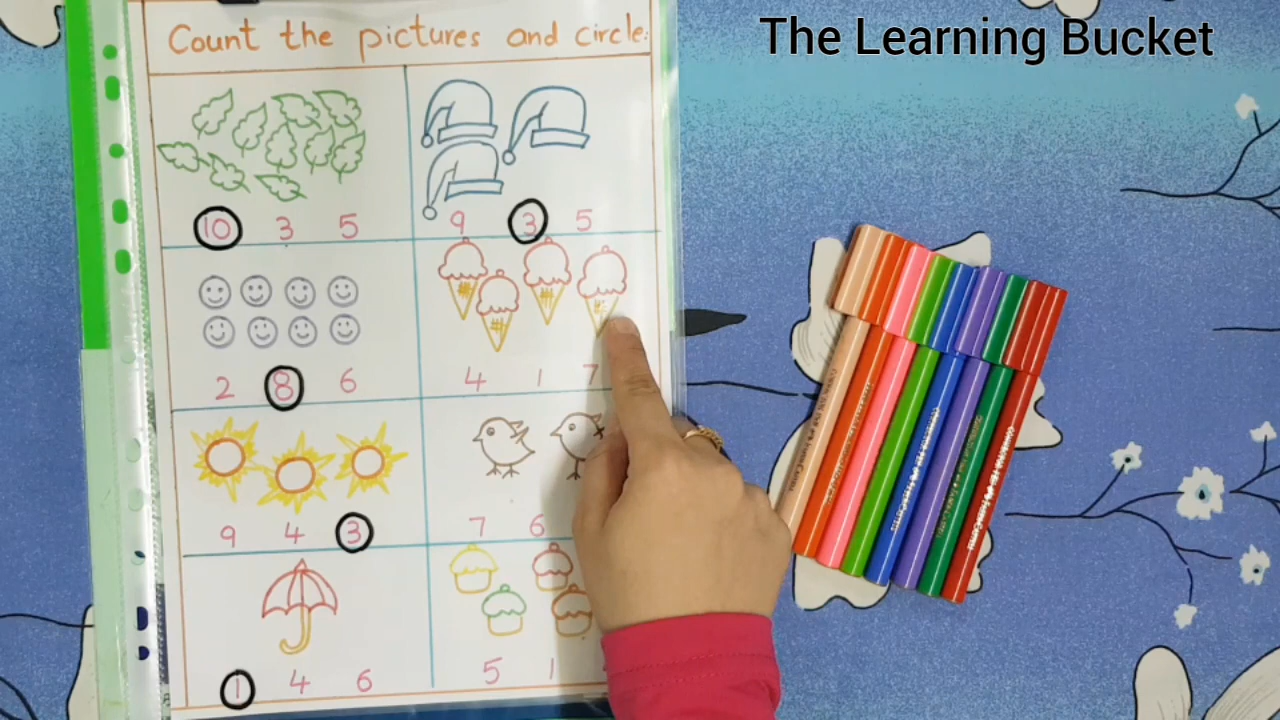 The Learning Bucket
Count the pictures and circle:
10 3 5
9 3 5
2 8 6
4 1 7
9 4 3
7 6
1 4 6
5 1